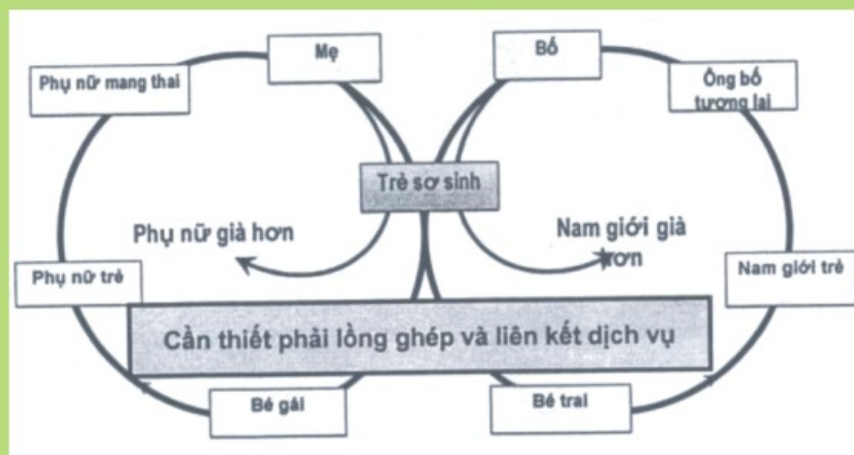 Mẹ
Bố
Phụ nữ mang thai
Ông bố
tương lai
Trẻ sơ sinh
Phụ nữ già hơn
Nam giới già
hơn
Phụ nữ trẻ
Nam giới trẻ
Cần thiết phải lồng ghép và liên kết dịch vụ
Bé gái
Bé trai